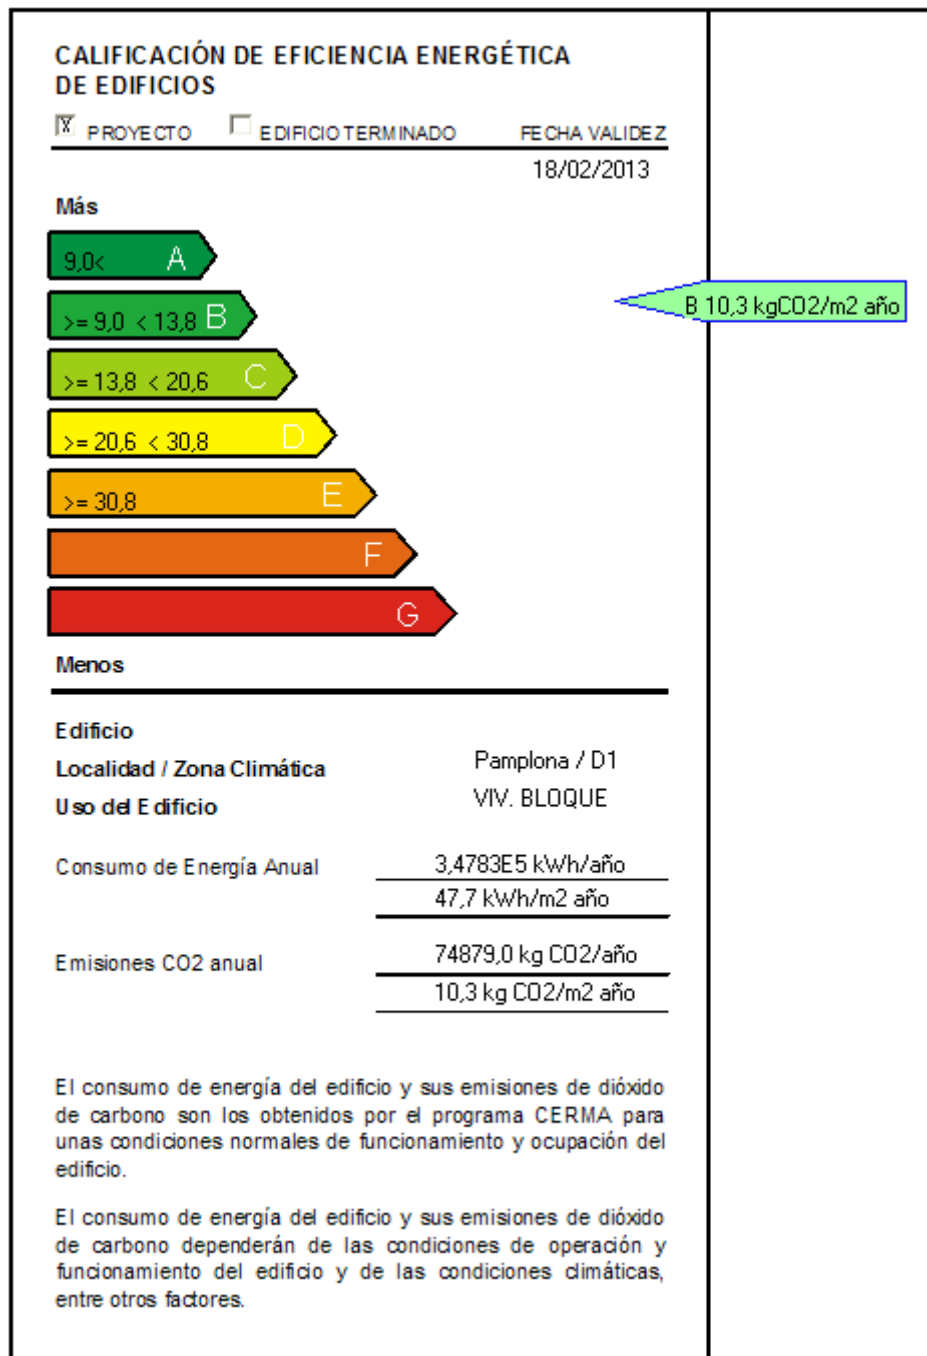 CALIFICACIÓN DE EFICIENCIA ENERGÉTICA
DE EDIFICIOS
X PROYECTO EDIFICIO TERMINADO FECHA VALIDEZ
18/02/2013
Más
9,0< A
>= 9,0 < 13,8 B
B 10,3 kgCO2/m2 año
>= 13,8 < 20,6 C
>= 20,6 < 30,8 D
>= 30,8 E
F
G
Menos
Edificio
Localidad / Zona Climática Pamplona / D1
Uso del Edificio VIV. BLOQUE
Consumo de Energía Anual 3,4783E5 kWh/año
47,7 kWh/m2 año
Emisiones CO2 anual 74879,0 kg CO2/año
10,3 kg CO2/m2 año
El consumo de energía del edificio y sus emisiones de dióxido
de carbono son los obtenidos por el programa CERMA para
unas condiciones normales de funcionamiento y ocupación del
edificio.
El consumo de energía del edificio y sus emisiones de dióxido
de carbono dependerán de las condiciones de operación y
funcionamiento del edificio y de las condiciones climáticas,
entre otros factores.